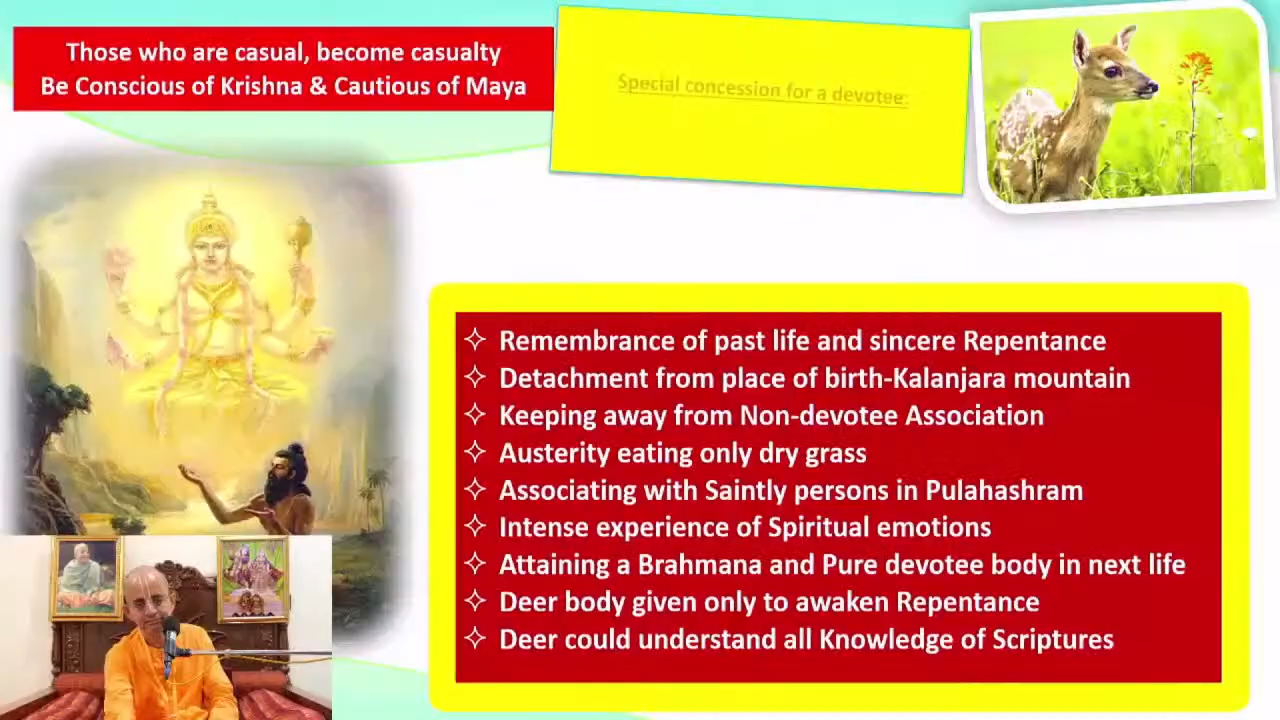 Those who are casual, become casualty
Be Conscious of Krishna & Cautious of Maya
Special concession for a devotee:
✧ Remembrance of past life and sincere Repentance
✧ Detachment from place of birth-Kalanjara mountain
✧ Keeping away from Non-devotee Association
✧ Austerity eating only dry grass
✧ Associating with Saintly persons in Pulahashram
✧ Intense experience of Spiritual emotions
✧ Attaining a Brahmana and Pure devotee body in next life
✧ Deer body given only to awaken Repentance
✧ Deer could understand all Knowledge of Scriptures